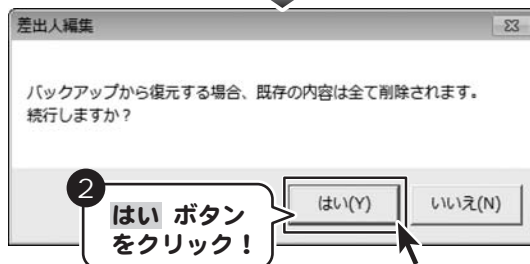 差出人編集
バックアップから復元する場合、既存の内容は全て削除されます。
続行しますか？
2
はい ボタン
をクリック！
はい(Y)
いいえ(N)